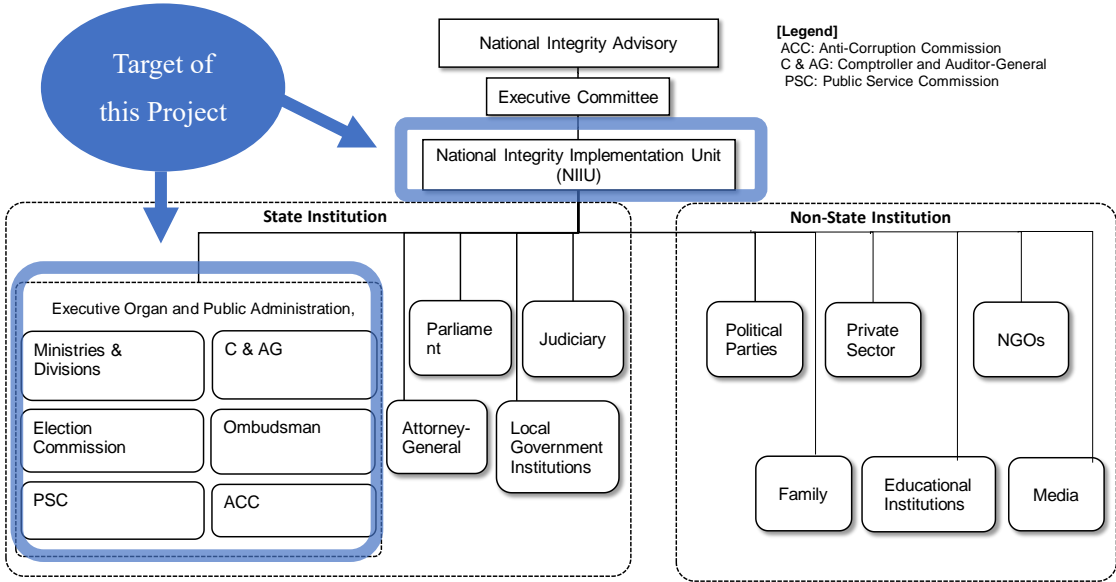 Target of
this Project
National Integrity Advisory
Executive Committee
National Integrity Implementation Unit
(NIIU)
[Legend]
ACC: Anti-Corruption Commission
C & AG: Comptroller and Auditor-General
PSC: Public Service Commission
State Institution
Executive Organ and Public Administration,
Ministries &
Divisions
C & AG
Election
Commission
Ombudsman
PSC
ACC
Parliame
nt
Judiciary
Attorney-
General
Local
Government
Institutions
Non-State Institution
Political
Parties
Private
Sector
NGOs
Family
Educational
Institutions
Media